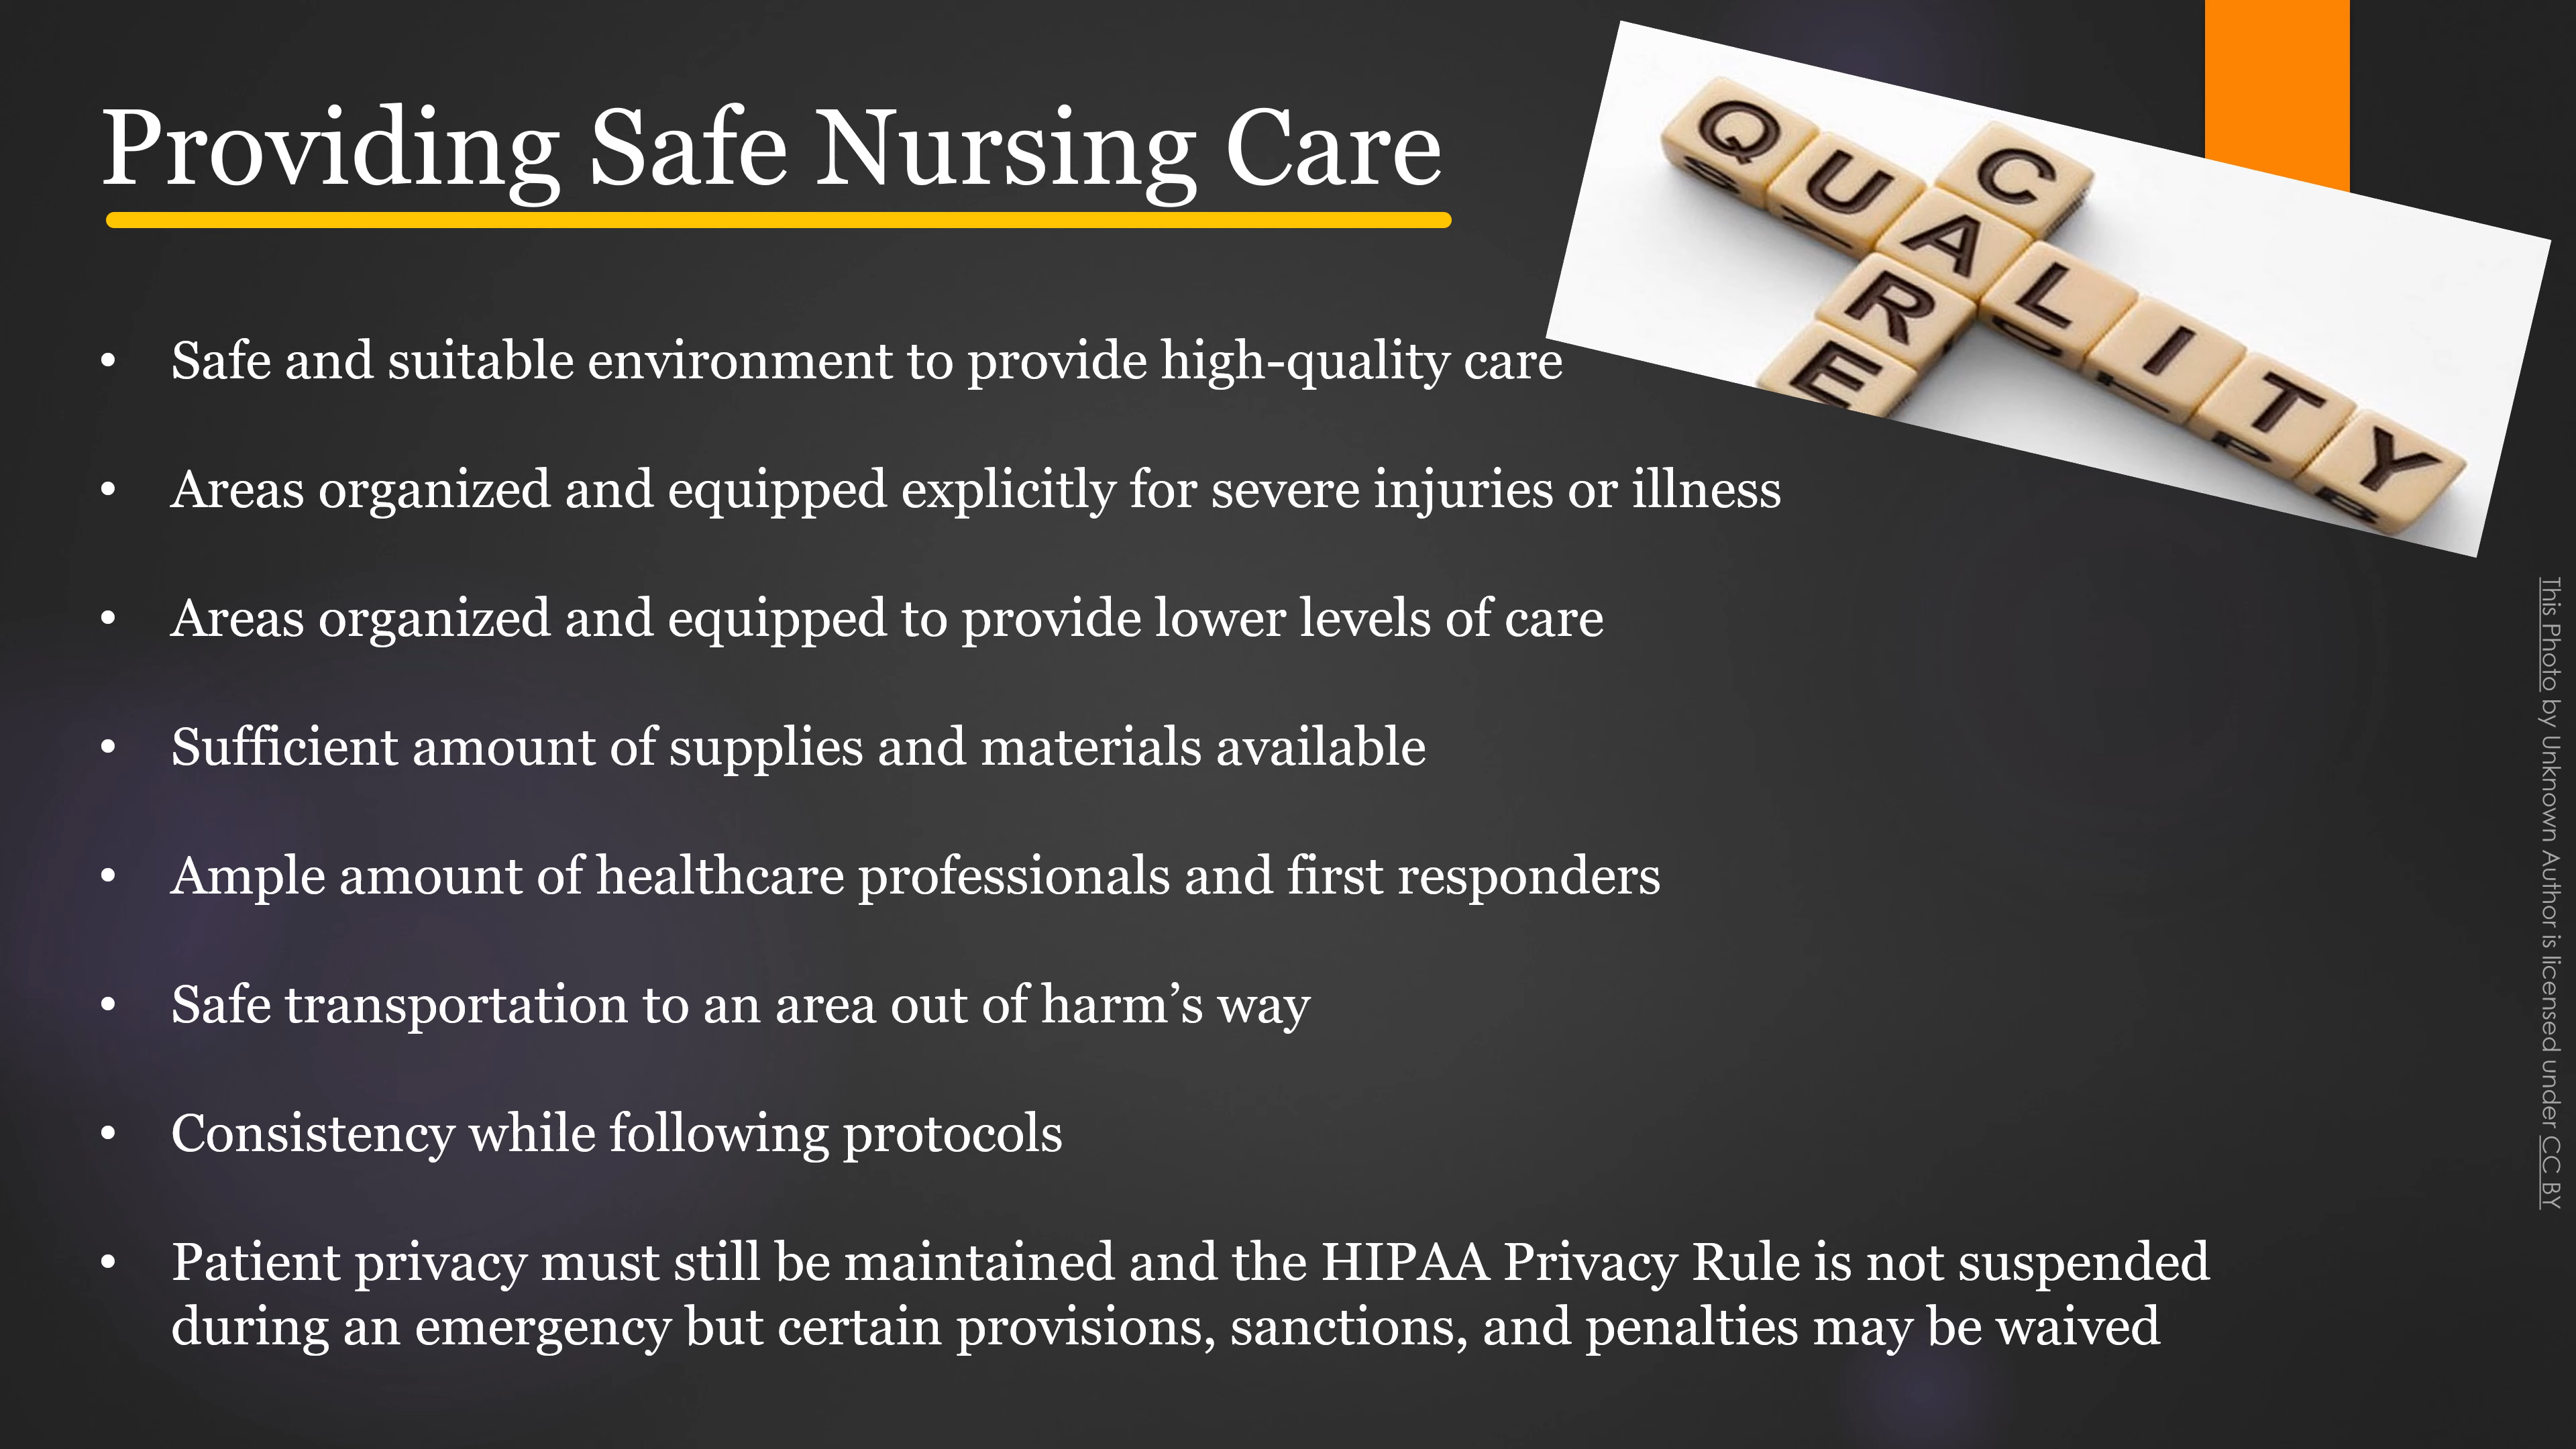 Providing Safe Nursing Care
QUALITY
CARE
• Safe and suitable environment to provide high-quality care
• Areas organized and equipped explicitly for severe injuries or illness
• Areas organized and equipped to provide lower levels of care
• Sufficient amount of supplies and materials available
• Ample amount of healthcare professionals and first responders
• Safe transportation to an area out of harm’s way
• Consistency while following protocols
• Patient privacy must still be maintained and the HIPAA Privacy Rule is not suspended
during an emergency but certain provisions, sanctions, and penalties may be waived
This Photo by Unknown Author is licensed under CC BY